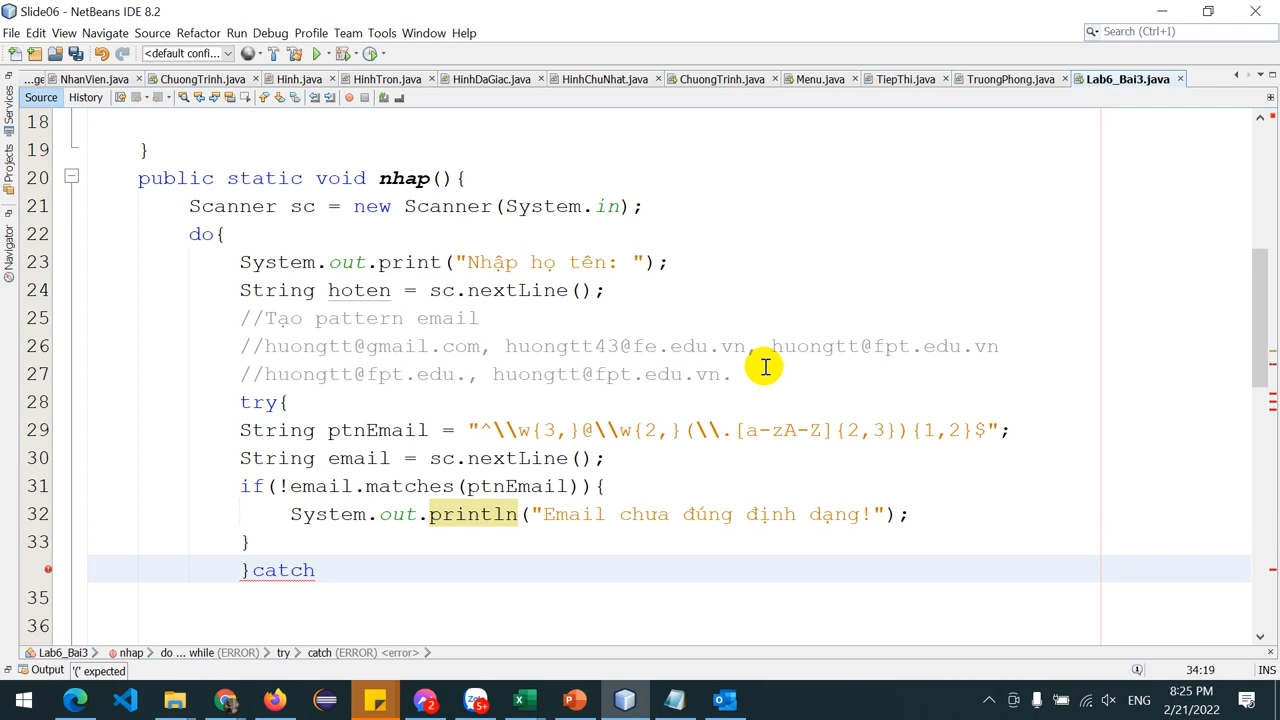 Slide06 - NetBeans IDE 8.2
File Edit View Navigate Source Refactor Run Debug Profile Team Tools Window Help
Search (Ctrl+I)
<default confi...
...ge NhanVien.java ChuongTrinh.java Hinh.java HinhTron.java HinhDaGiac.java HinhChuNhat.java ChuongTrinh.java Menu.java TiepThi.java TruongPhong.java Lab6_Bai3.java
Source History
Services
Projects
Navigator
18
19 }
20 public static void nhap(){
21 Scanner sc = new Scanner(System.in);
22 do{
23 System.out.print("Nhập họ tên: ");
24 String hoten = sc.nextLine();
25 //Tạo pattern email
26 //huongtt@gmail.com, huongtt43@fe.edu.vn, huongtt@fpt.edu.vn
27 //huongtt@fpt.edu., huongtt@fpt.edu.vn.
28 try{
29 String ptnEmail = "^\\w{3,}@\\w{2,}(\\.[a-zA-Z]{2,3}){1,2}$";
30 String email = sc.nextLine();
31 if(!email.matches(ptnEmail)){
32 System.out.println("Email chưa đúng định dạng!");
33 }
}catch
35
36
Lab6_Bai3 nhap do ... while (ERROR) try catch (ERROR) <error>
Output '(' expected 34:19 INS
2 5+ ENG 8:25 PM
2/21/2022